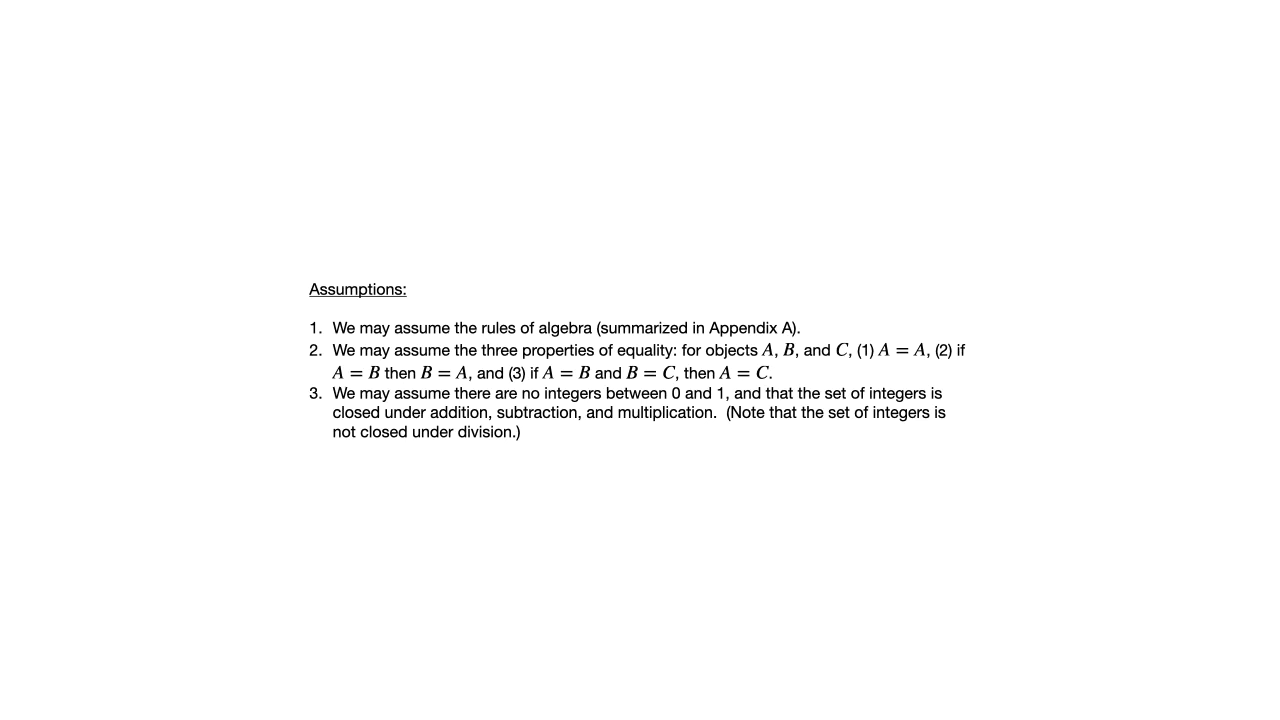 Assumptions:
1. We may assume the rules of algebra (summarized in Appendix A).
2. We may assume the three properties of equality: for objects A, B, and C, (1) A = A, (2) if
A = B then B = A, and (3) if A = B and B = C, then A = C.
3. We may assume there are no integers between 0 and 1, and that the set of integers is
closed under addition, subtraction, and multiplication. (Note that the set of integers is
not closed under division.)